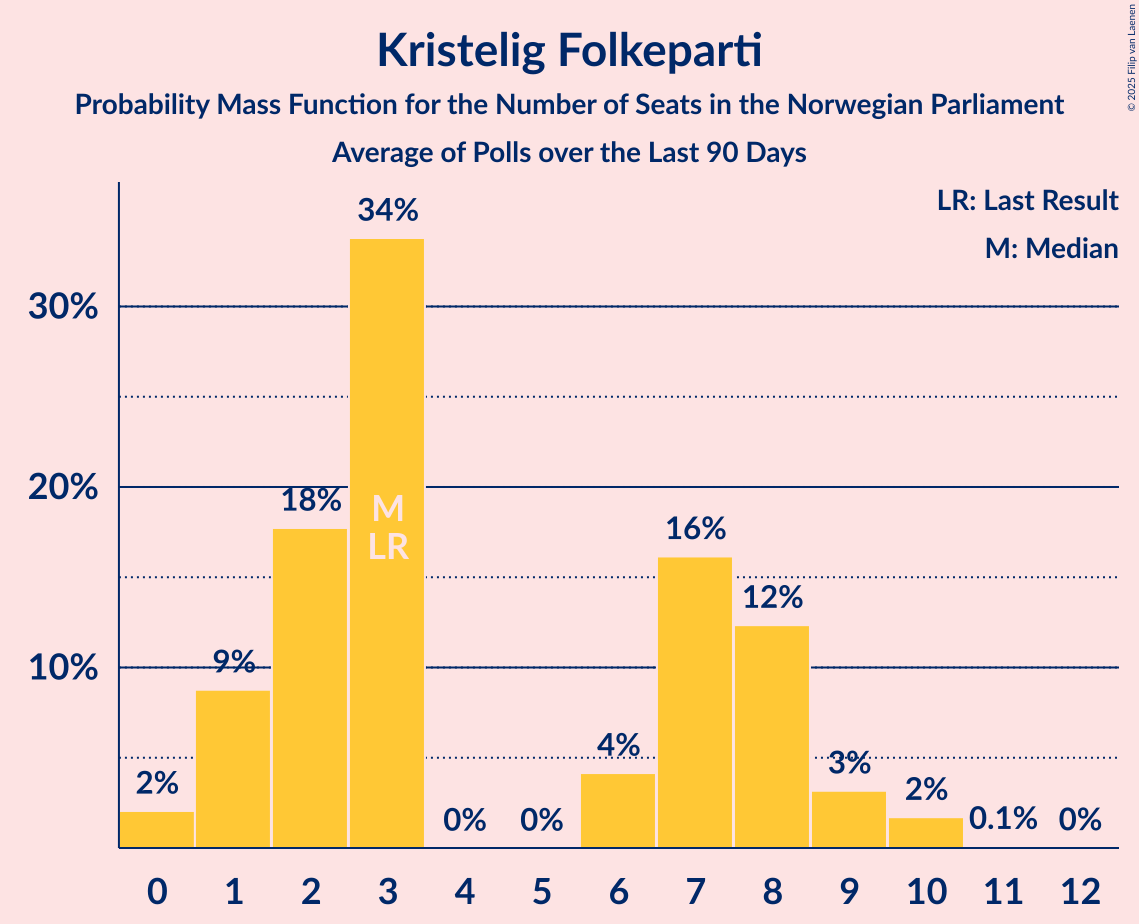 Kristelig Folkeparti
Probability Mass Function for the Number of Seats in the Norwegian Parliament
Average of Polls over the Last 90 Days
© 2025 Filip van Laenen
LR: Last Result
M: Median
34%
30%
20%
18%
M
LR
16%
12%
10%
9%
4%
3%
2%
2%
0%
0%
0.1%
0%
0 1 2 3 4 5 6 7 8 9 10 11 12